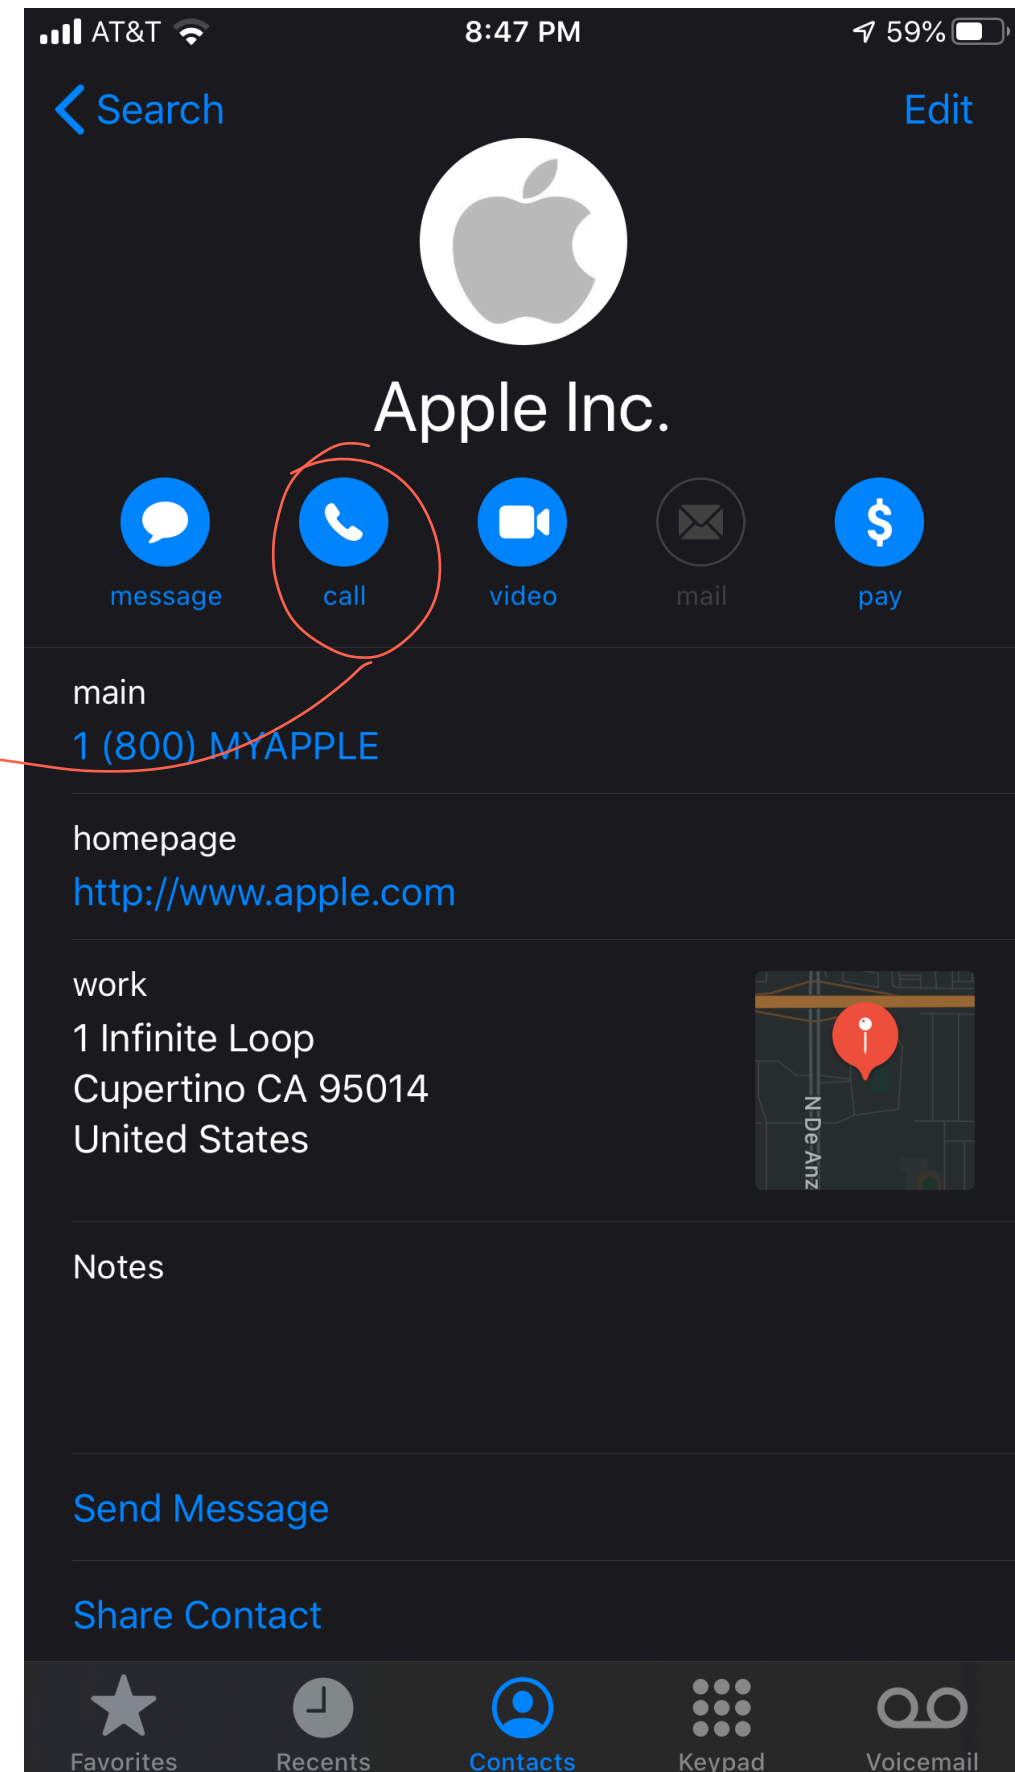 AT&T 8:47 PM 59%
Search Edit
Apple Inc.
message call video mail pay
main
1 (800) MYAPPLE
homepage
http://www.apple.com
work
1 Infinite Loop
Cupertino CA 95014
United States
N De Anz
Notes
Send Message
Share Contact
Favorites Recents Contacts Keypad Voicemail